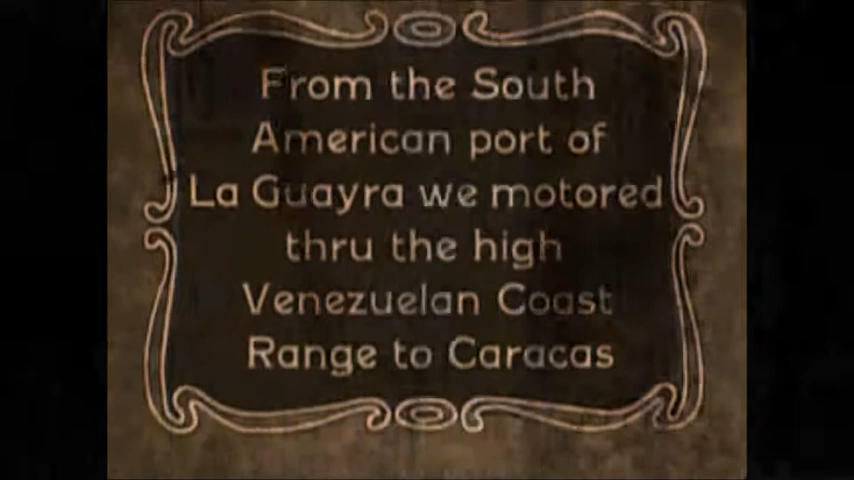 From the South
American port of
La Guayra we motored
thru the high
Venezuelan Coast
Range to Caracas